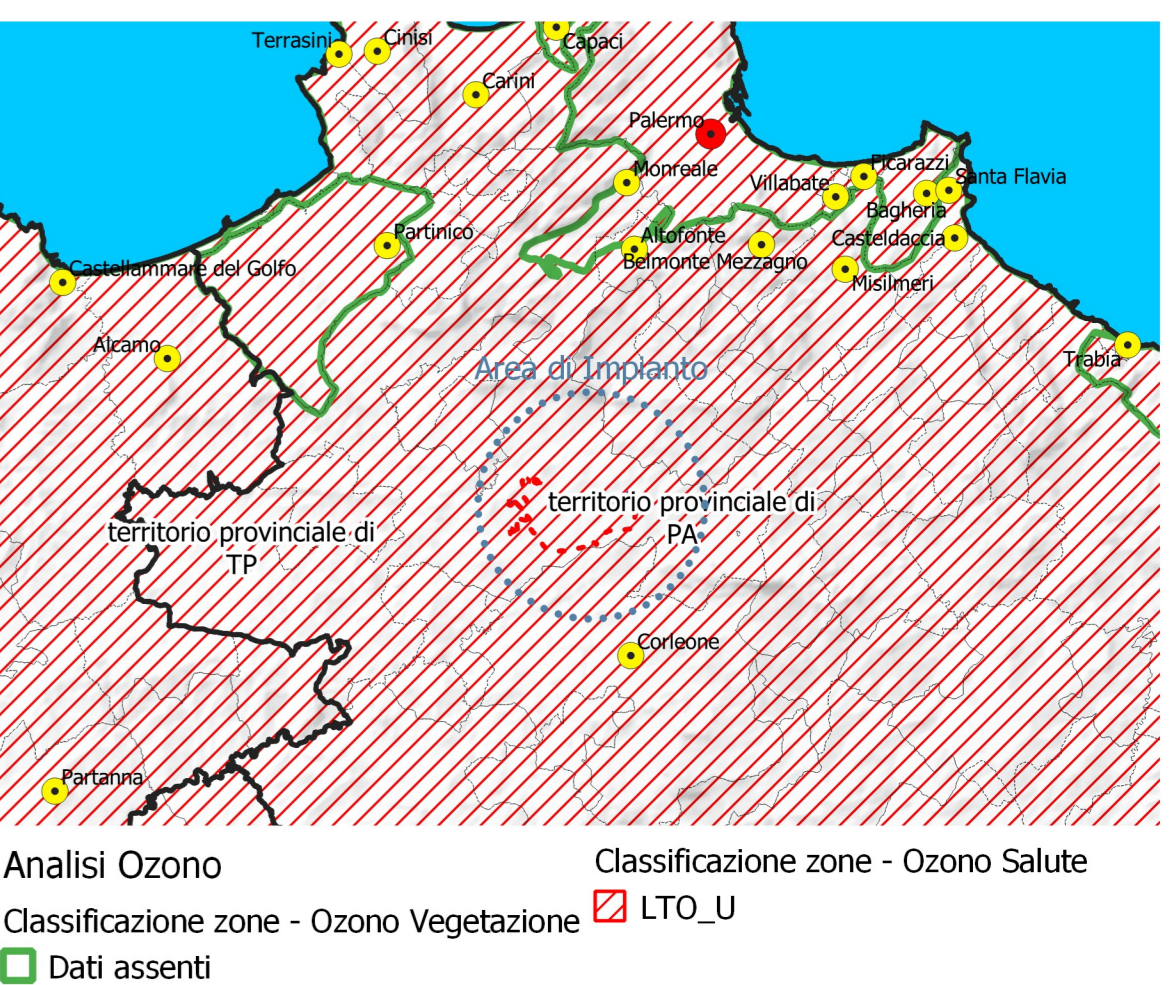 Terrasini
Cinisi
Capaci
Carini
Palermo
Monreale
Villabate
Ficarazzi
Santa Flavia
Bagheria
Partinico
Altofonte
Casteldaccia
Belmonte Mezzagno
Castellammare del Golfo
Misilmeri
Alcamo
Trabia
Area di Impianto
territorio provinciale di
PA
territorio provinciale di
TP
Corleone
Partanna
Analisi Ozono
Classificazione zone - Ozono Vegetazione
Dati assenti
Classificazione zone - Ozono Salute
LTO_U